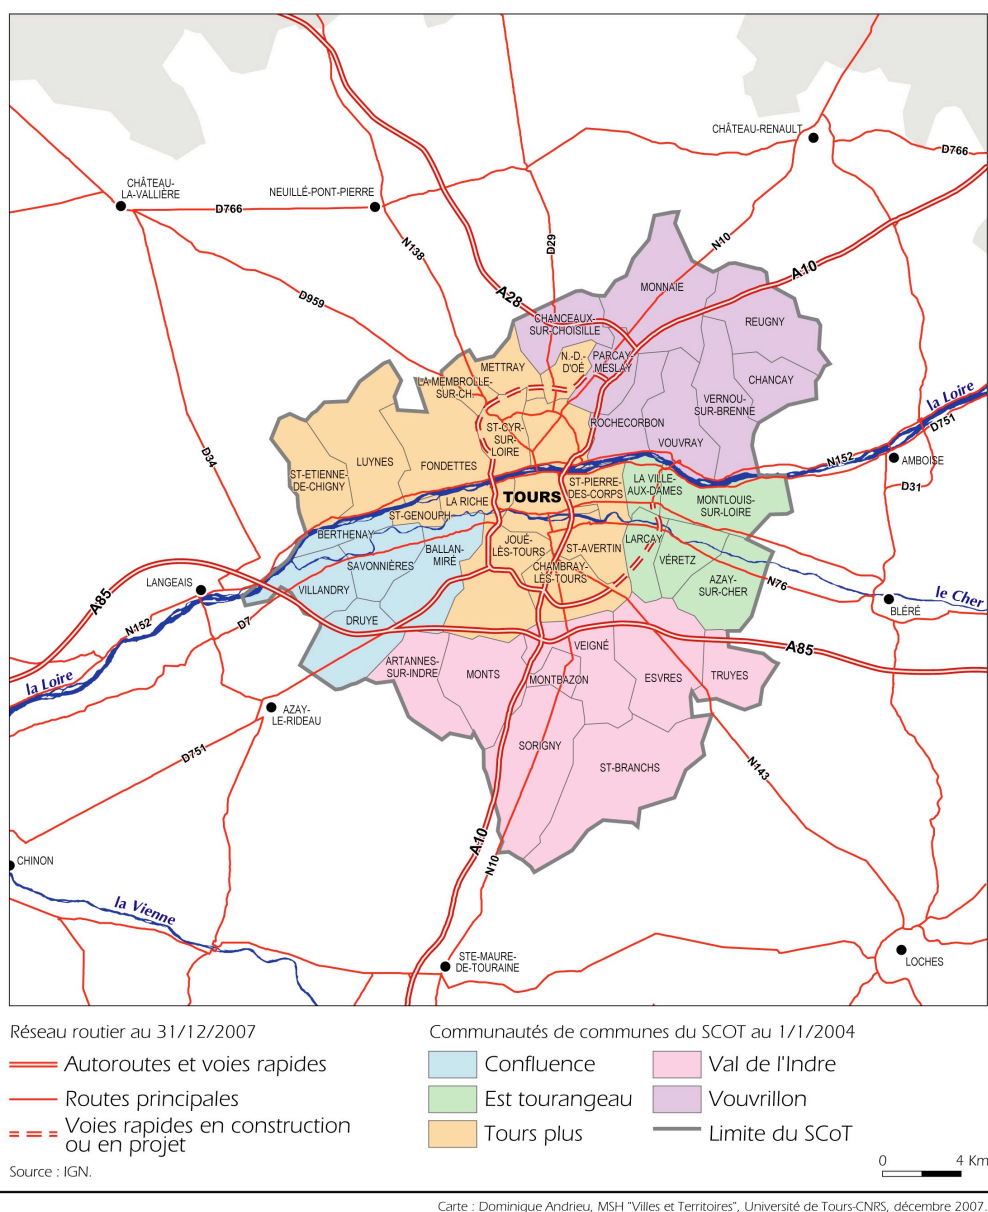 CHÂTEAU-RENAULT
D766
CHÂTEAU-
LA-VALLIÈRE
NEUILLÉ-PONT-PIERRE
D766
N138
D29
N10
A10
D959
A28
MONNAIE
CHANCEAUX-
SUR-CHOISILLE
REUGNY
METTRAY
N.-D.-
D'OÉ
PARCAY-
MESLAY
LA-MEMBROLLE-
SUR-CH.
CHANCAY
VERNOU-
SUR-BRENNE
la Loire
D751
D34
ST-CYR-
SUR-
LOIRE
ROCHECORBON
VOUVRAY
LUYNES
FONDETTES
ST-ETIENNE-
DE-CHIGNY
N152
AMBOISE
D31
LA RICHE
TOURS
ST-PIERRE-
DES-CORPS
LA VILLE-
AUX-DAMES
MONTLOUIS-
SUR-LOIRE
ST-GENOUPH
BERTHENAY
BALLAN-
MIRÉ
JOUÉ-
LÈS-TOURS
ST-AVERTIN
LARCAY
VÉRETZ
SAVONNIÈRES
CHAMBRAY-
LÈS-TOURS
AZAY-
SUR-CHER
N76
le Cher
LANGEAIS
A85
VILLANDRY
BLÉRÉ
N152
D7
DRUYE
A85
la Loire
ARTANNES-
SUR-INDRE
MONTS
VEIGNÉ
MONTBAZON
ESVRES
TRUYES
AZAY-
LE-RIDEAU
D751
SORIGNY
ST-BRANCHS
N143
A10
N10
CHINON
la Vienne
STE-MAURE-
DE-TOURAINE
LOCHES
Réseau routier au 31/12/2007
Autoroutes et voies rapides
Routes principales
Voies rapides en construction
ou en projet
Source : IGN.
Communautés de communes du SCOT au 1/1/2004
Confluence
Est tourangeau
Tours plus
Val de l'Indre
Vouvrillon
Limite du SCoT
0 4 Km
Carte : Dominique Andrieu, MSH "Villes et Territoires", Université de Tours-CNRS, décembre 2007.